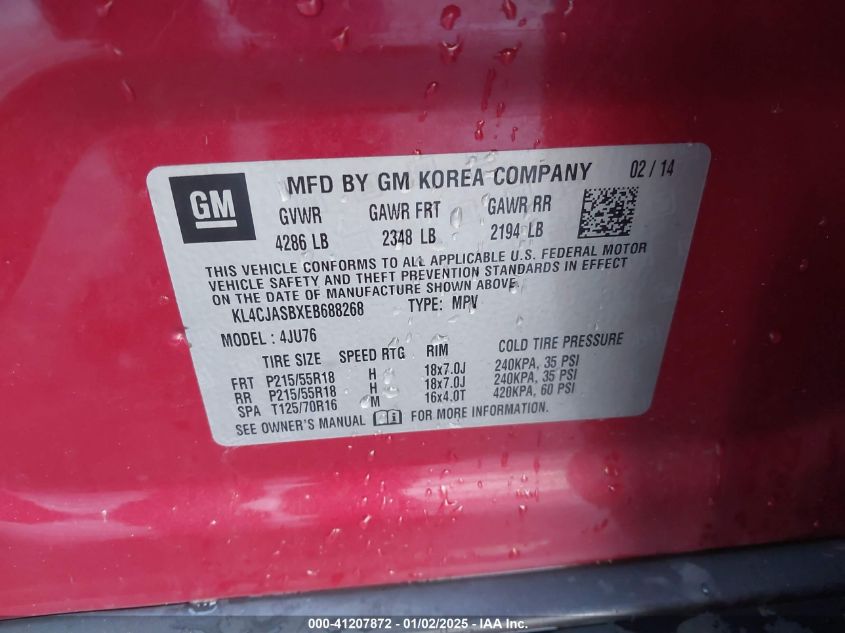 GM
MFD BY GM KOREA COMPANY 02 / 14
GVWR GAWR FRT GAWR RR
4286 LB 2348 LB 2194 LB
THIS VEHICLE CONFORMS TO ALL APPLICABLE U.S. FEDERAL MOTOR
VEHICLE SAFETY AND THEFT PREVENTION STANDARDS IN EFFECT
ON THE DATE OF MANUFACTURE SHOWN ABOVE.
KL4CJASBXEB688268 TYPE: MPV
MODEL : 4JU76
TIRE SIZE SPEED RTG RIM COLD TIRE PRESSURE
FRT P215/55R18 H 18x7.0J 240KPA, 35 PSI
RR P215/55R18 H 18x7.0J 240KPA, 35 PSI
SPA T125/70R16 M 16x4.0T 420KPA, 60 PSI
SEE OWNER'S MANUAL FOR MORE INFORMATION.
000-41207872 - 01/02/2025 - IAA Inc.